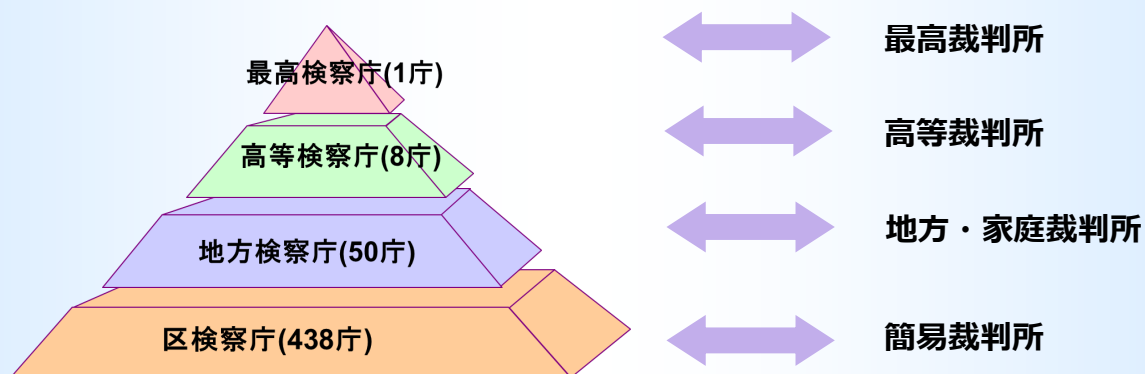 最高検察庁(1庁)
最高裁判所
高等検察庁(8庁)
高等裁判所
地方検察庁(50庁)
地方・家庭裁判所
区検察庁(438庁)
簡易裁判所